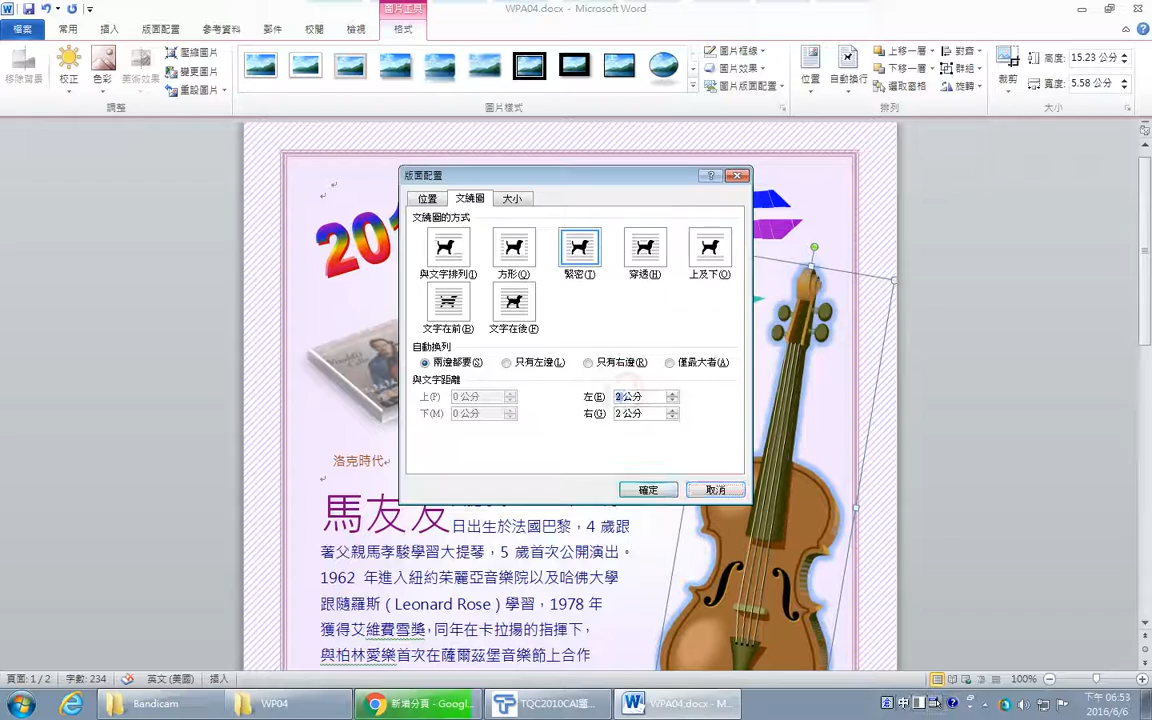 圖片工具
WPA04.docx - Microsoft Word
檔案 常用 插入 版面配置 參考資料 郵件 校閱 檢視 格式
移除背景 校正 色彩 美術效果 壓縮圖片 變更圖片 重設圖片
圖片框線 圖片效果 圖片版面配置
位置 自動換行 上移一層 下移一層 選取窗格 對齊 群組 旋轉
裁剪 高度: 15.23 公分
寬度: 5.58 公分
調整 圖片樣式 排列 大小
版面配置
位置 文繞圖 大小
文繞圖的方式
與文字排列(I) 方形(Q) 緊密(T) 穿透(H) 上及下(O)
文字在前(B) 文字在後(F)
自動換列
兩邊都要(S) 只有左邊(L) 只有右邊(R) 僅最大者(A)
與文字距離
上(P) 0 公分 左(E) 2 公分
下(M) 0 公分 右(G) 2 公分
確定 取消
201
洛克時代
馬友友
日出生於法國巴黎，4 歲跟
著父親馬孝駿學習大提琴，5 歲首次公開演出。
1962 年進入紐約茱麗亞音樂院以及哈佛大學
跟隨羅斯 ( Leonard Rose ) 學習，1978 年
獲得艾維費雪獎，同年在卡拉揚的指揮下，
與柏林愛樂首次在薩爾茲堡音樂節上合作
頁面: 1 / 2 字數: 234 英文 (美國) 插入 100%
Bandicam WP04 新增分頁 - Googl... TQC2010CAI題... WPA04.docx - M... 中 下午 06:53
2016/6/6